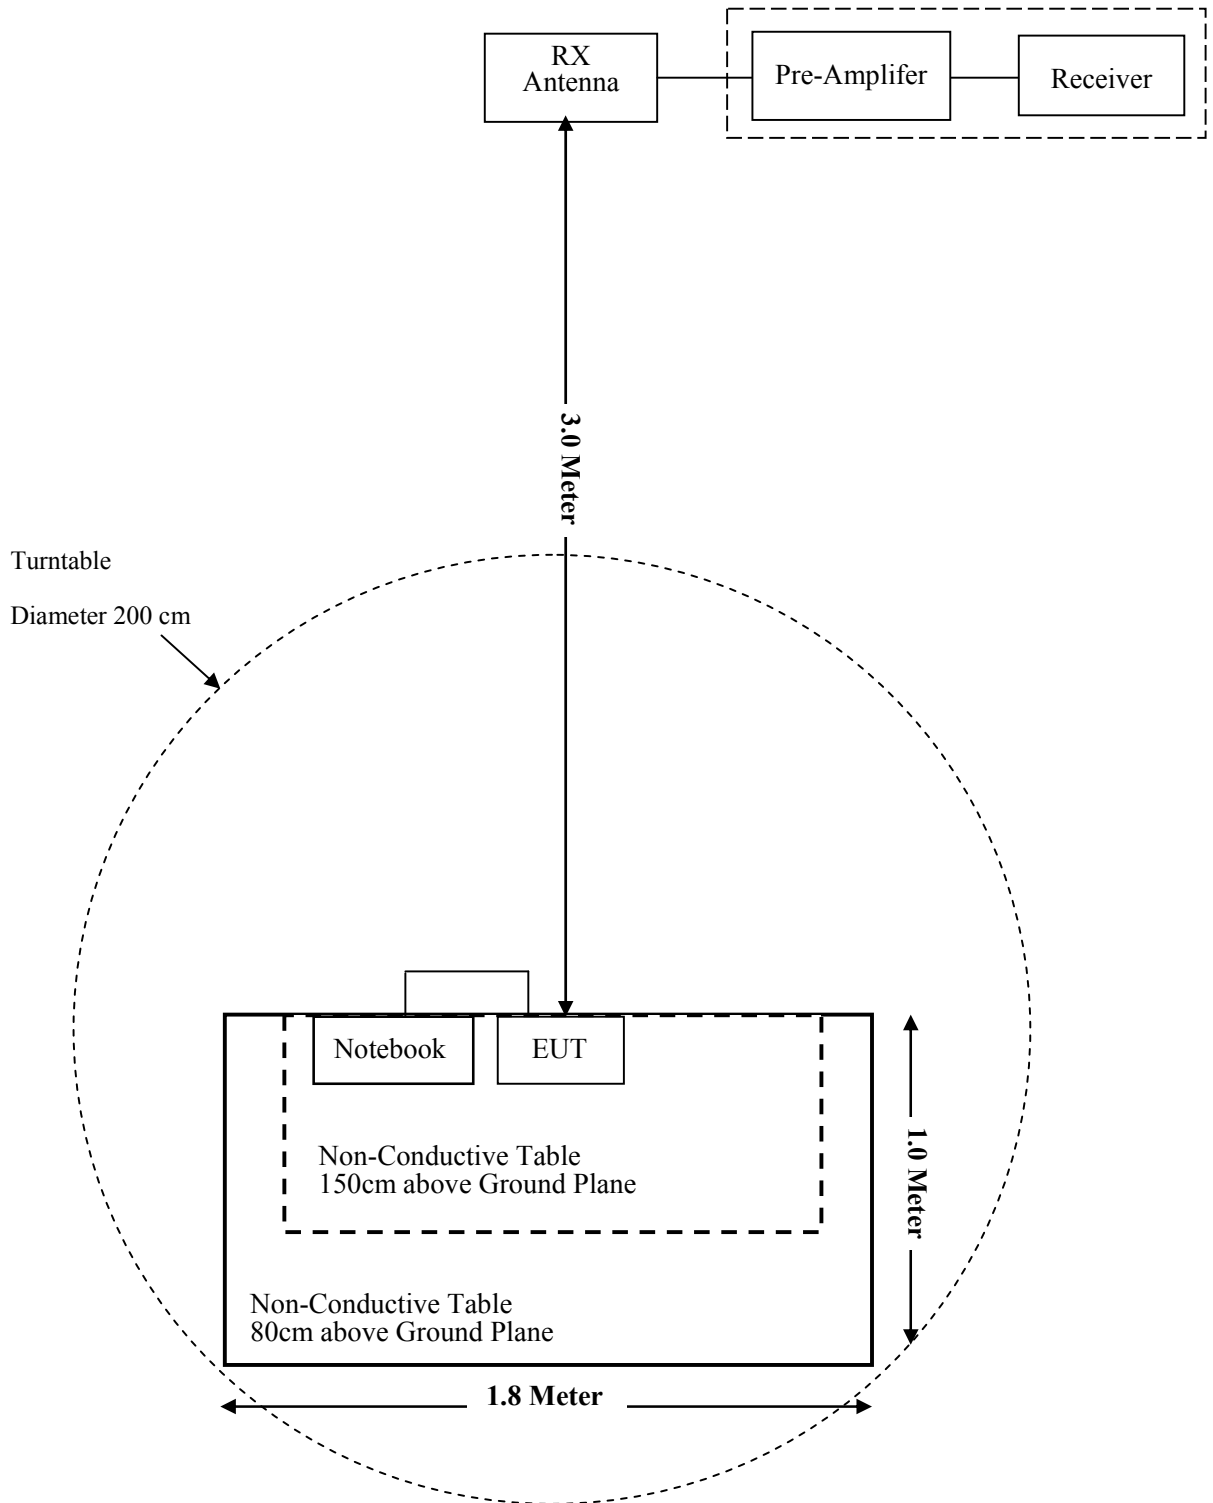 RX
Antenna
Pre-Amplifer
Receiver
3.0 Meter
Turntable
Diameter 200 cm
Notebook
EUT
Non-Conductive Table
150cm above Ground Plane
1.0 Meter
Non-Conductive Table
80cm above Ground Plane
1.8 Meter